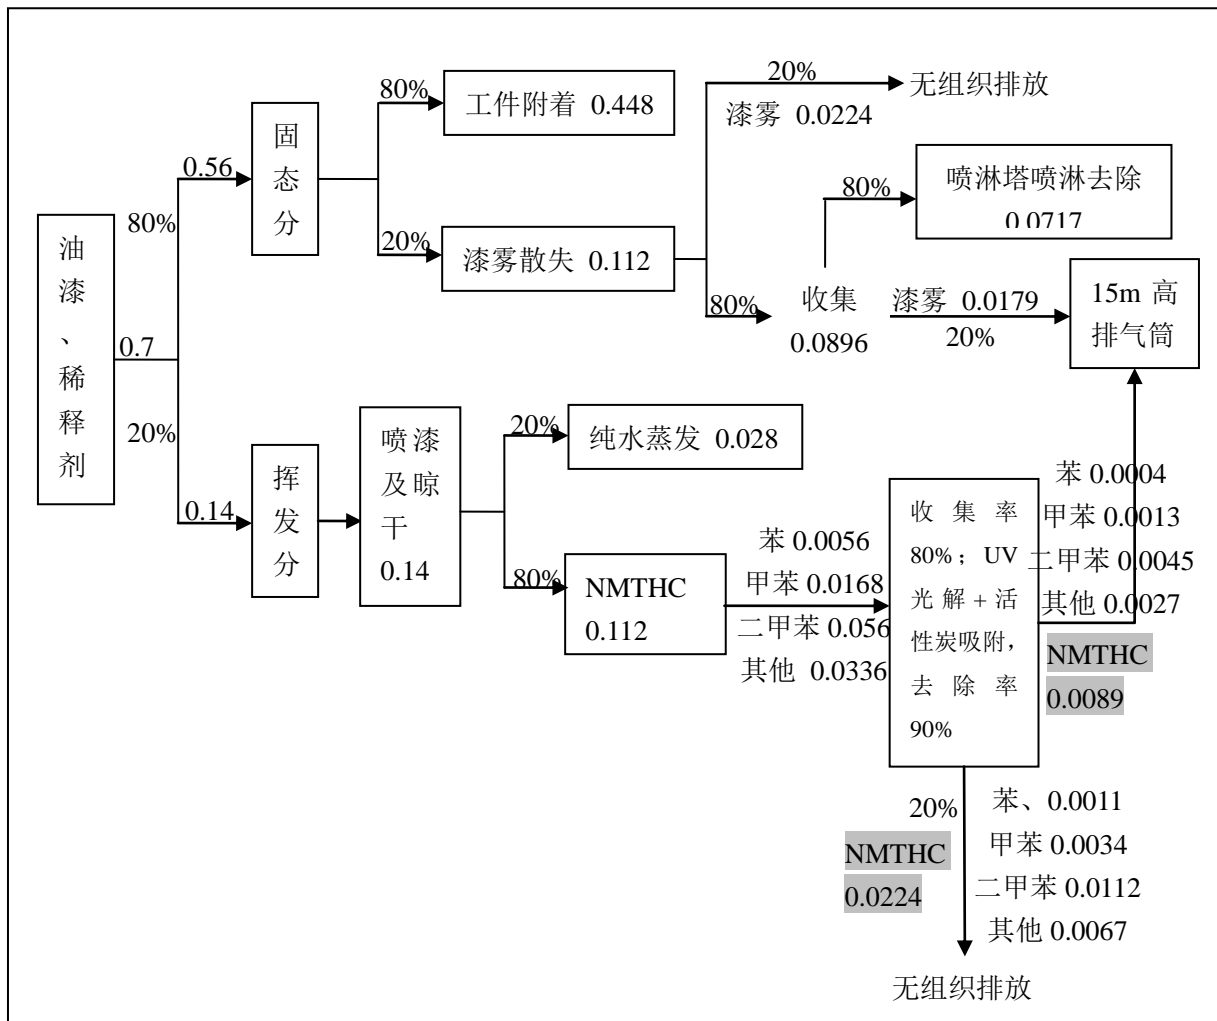 油
漆
、
稀
释
剂
0.7
80%
0.56
20%
0.14
固
态
分
挥
发
分
80%
工件附着 0.448
20%
漆雾散失 0.112
20%
漆雾 0.0224
无组织排放
80%
收集
0.0896
80%
喷淋塔喷淋去除
0.0717
漆雾 0.0179
20%
15m 高
排气筒
喷漆
及晾
干
0.14
20%
纯水蒸发 0.028
80%
NMTHC
0.112
苯 0.0056
甲苯 0.0168
二甲苯 0.056
其他 0.0336
收集率
80%；UV
光解+活
性炭吸附，
去除率
90%
苯 0.0004
甲苯 0.0013
二甲苯 0.0045
其他 0.0027
NMTHC
0.0089
20%
NMTHC
0.0224
苯、0.0011
甲苯 0.0034
二甲苯 0.0112
其他 0.0067
无组织排放